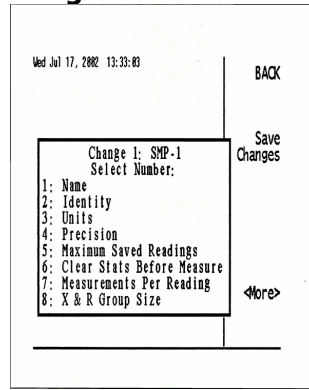 Wed Jul 17, 2002 13:33:03
BACK
Save
Changes
Change 1: SMP-1
Select Number:
1: Name
2: Identity
3: Units
4: Precision
5: Maximum Saved Readings
6: Clear Stats Before Measure
7: Measurements Per Reading
8: X & R Group Size
<More>